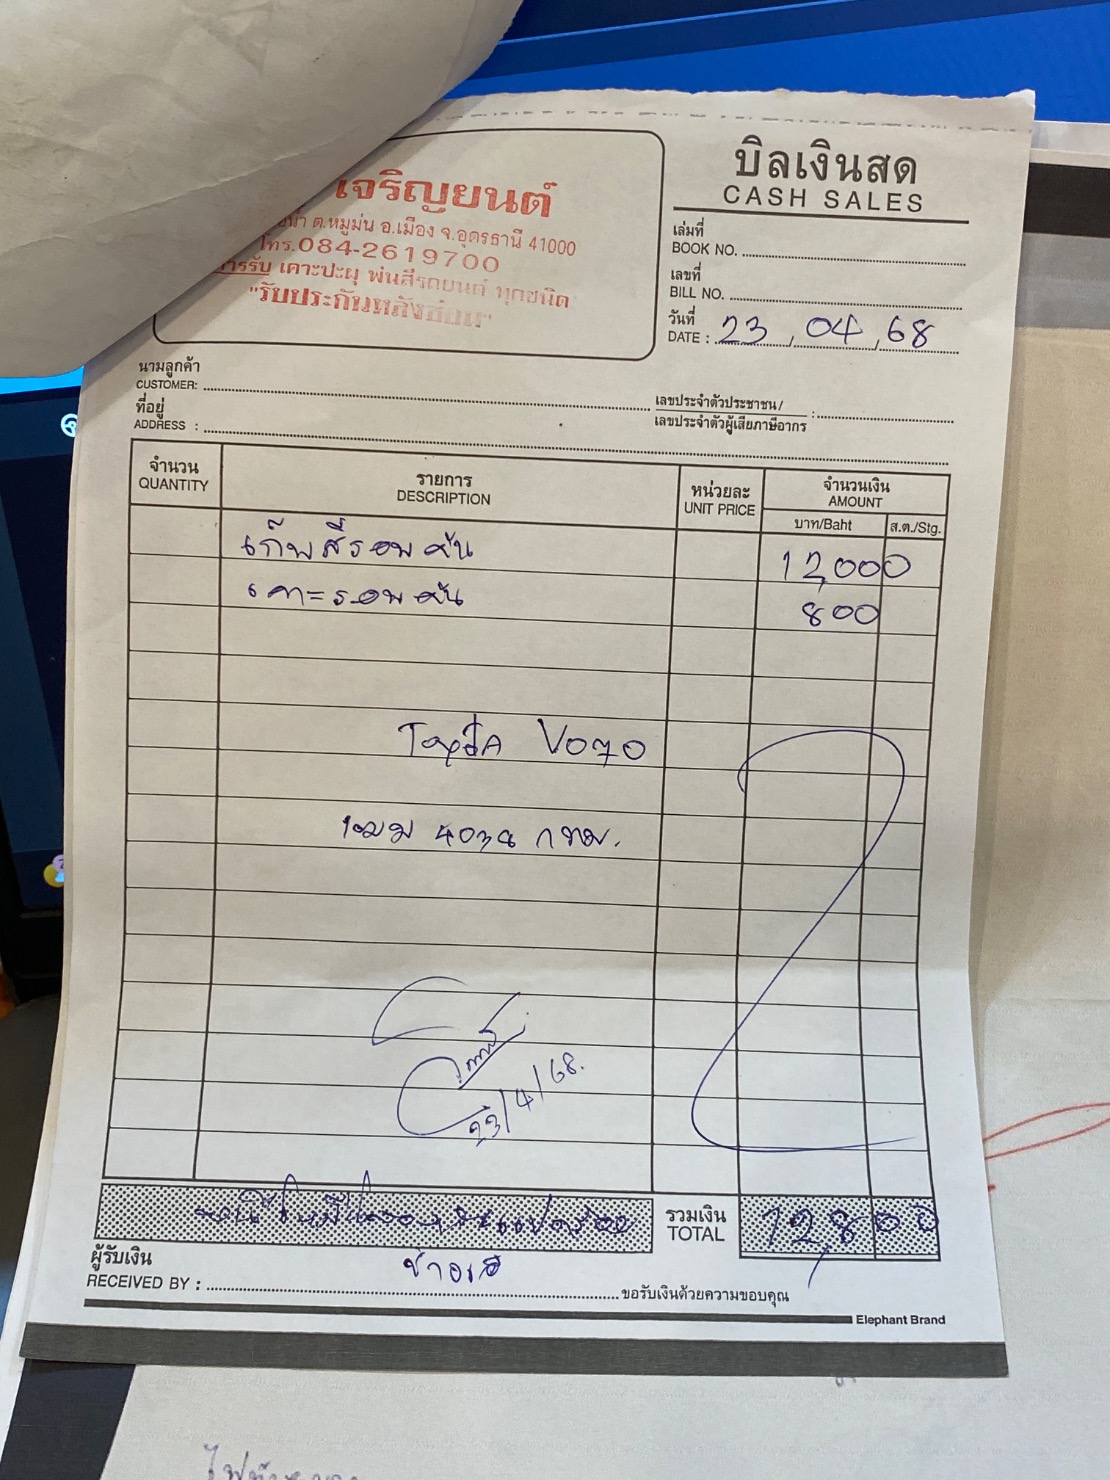 เจริญยนต์
ต.หมูม่น อ.เมือง จ.อุดรธานี 41000
โทร.084-2619700
การรับ เคาะปะผุ พ่นสีรถยนต์ ทุกชนิด
"รับประกันหลังซ่อม"
บิลเงินสด
CASH SALES
เล่มที่
BOOK NO.
เลขที่
BILL NO.
วันที่
DATE : 23 / 04 / 68
นามลูกค้า
CUSTOMER:
เลขประจำตัวประชาชน/
เลขประจำตัวผู้เสียภาษีอากร :
ที่อยู่
ADDRESS :
จำนวน รายการ หน่วยละ จำนวนเงิน
QUANTITY DESCRIPTION UNIT PRICE AMOUNT
บาท/Baht ส.ต./Stg.
เก็บสีรอบคัน 12,000
เคาะรอบคัน 800
4034 กทม.
23/4/68.
รวมเงิน
TOTAL 12,800
ผู้รับเงิน
RECEIVED BY : ช่างเอ
ขอรับเงินด้วยความขอบคุณ
Elephant Brand